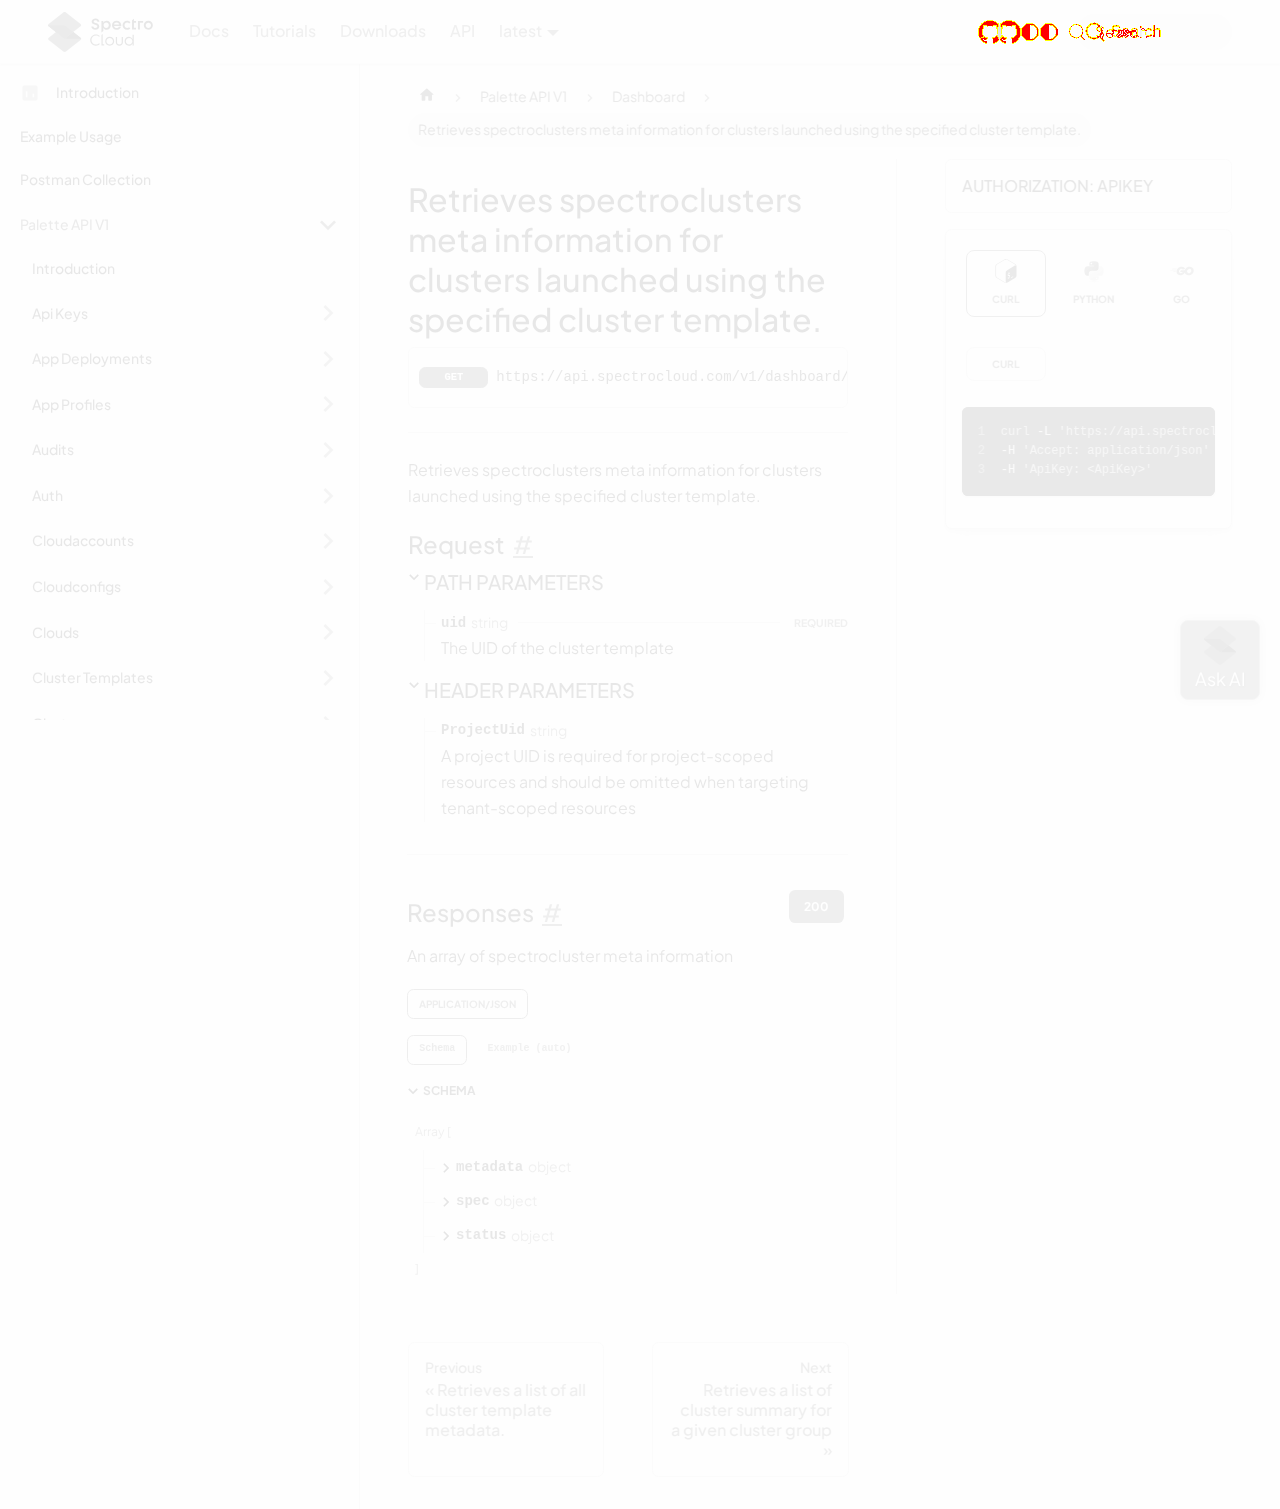 Spectro Cloud Docs Tutorials Downloads API latest
Introduction
Example Usage
Postman Collection
Palette API V1
Introduction
Api Keys
App Deployments
App Profiles
Audits
Auth
Cloudaccounts
Cloudconfigs
Clouds
Cluster Templates
Palette API V1 > Dashboard >
Retrieves spectroclusters meta information for clusters launched using the specified cluster template.
Retrieves spectroclusters
meta information for
clusters launched using the
specified cluster template.
GET https://api.spectrocloud.com/v1/dashboard/
Retrieves spectroclusters meta information for clusters
launched using the specified cluster template.
Request #
PATH PARAMETERS
uid string REQUIRED
The UID of the cluster template
HEADER PARAMETERS
ProjectUid string
A project UID is required for project-scoped
resources and should be omitted when targeting
tenant-scoped resources
Responses # 200
An array of spectrocluster meta information
APPLICATION/JSON
Schema Example (auto)
SCHEMA
Array [
metadata object
spec object
status object
]
Previous
« Retrieves a list of all
cluster template
metadata.
Next
Retrieves a list of
cluster summary for
a given cluster group
»
AUTHORIZATION: APIKEY
CURL PYTHON GO
CURL
1 curl -L 'https://api.spectrocl
2 -H 'Accept: application/json'
3 -H 'ApiKey: <ApiKey>'
Ask AI